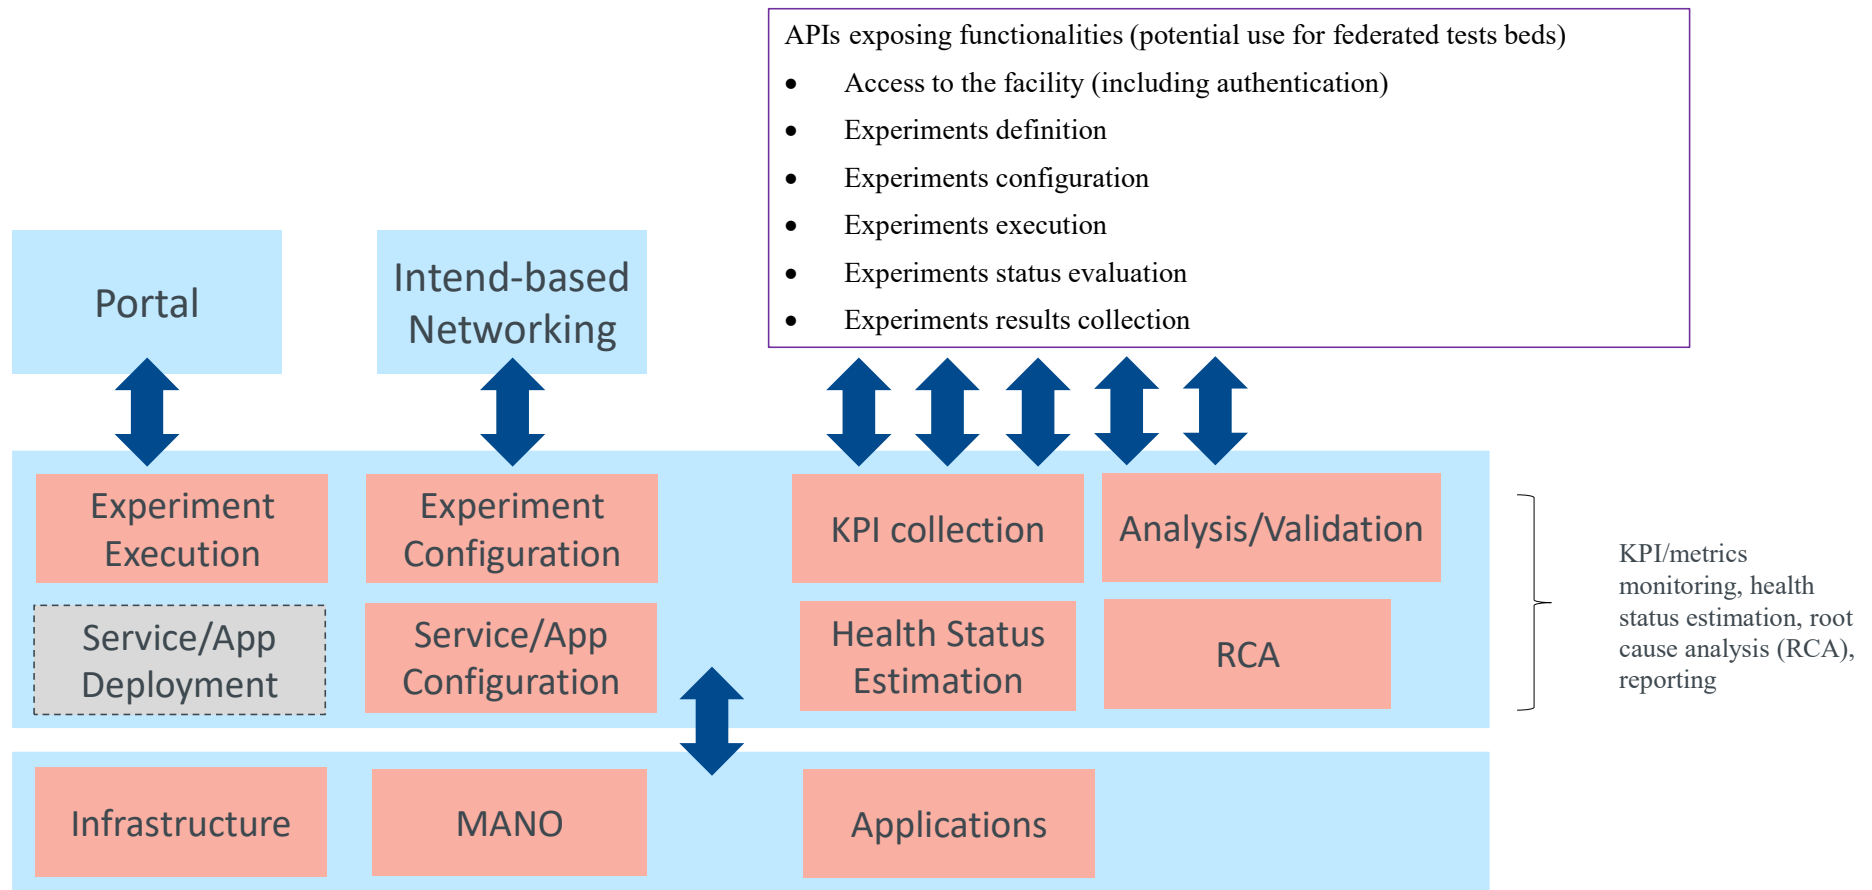 APIs exposing functionalities (potential use for federated tests beds)
• Access to the facility (including authentication)
• Experiments definition
• Experiments configuration
• Experiments execution
• Experiments status evaluation
• Experiments results collection
Portal
Intend-based
Networking
Experiment
Execution
Experiment
Configuration
KPI collection
Analysis/Validation
Service/App
Deployment
Service/App
Configuration
Health Status
Estimation
RCA
KPI/metrics
monitoring, health
status estimation, root
cause analysis (RCA),
reporting
Infrastructure
MANO
Applications